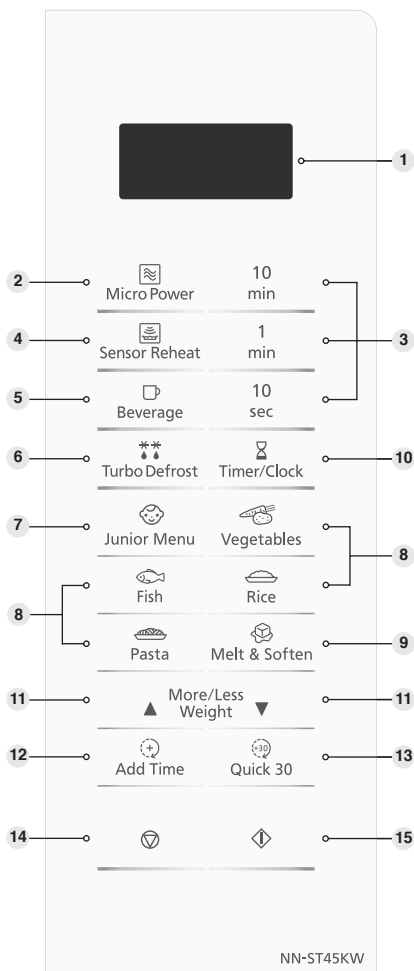 1
2
Micro Power
10
min
3
4
Sensor Reheat
1
min
5
Beverage
10
sec
6
Turbo Defrost
Timer/Clock
10
7
Junior Menu
Vegetables
8
8
Fish
Rice
Pasta
Melt & Soften
9
11
More/Less
Weight
11
12
Add Time
+30
Quick 30
13
14
15
NN-ST45KW